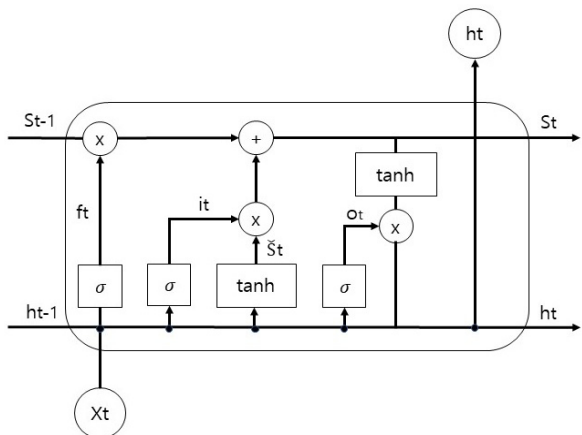 ht
St-1
x
+
St
tanh
ft
it
x
ot
x
Št
σ
σ
tanh
σ
ht-1
ht
Xt